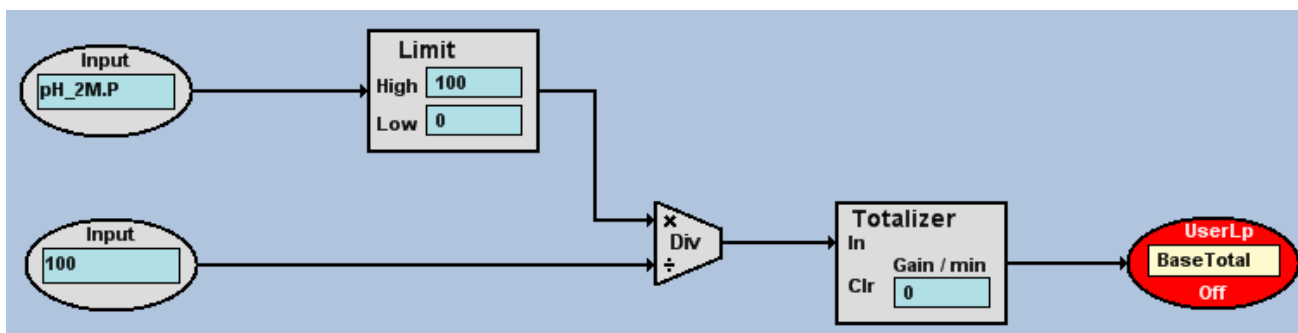 Input
pH_2M.P
Limit
High 100
Low 0
Input
100
×
Div
÷
Totalizer
In
Gain / min
Clr 0
UserLp
BaseTotal
Off